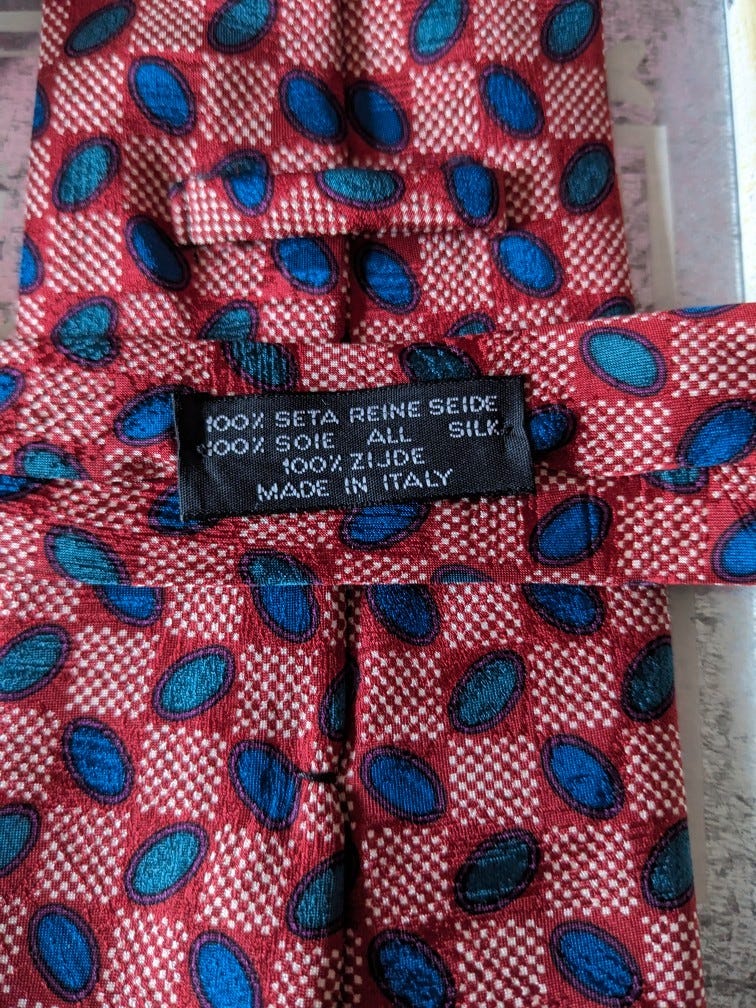 100% SETA REINE SEIDE
100% SOIE ALL SILK
100% ZIJDE
MADE IN ITALY